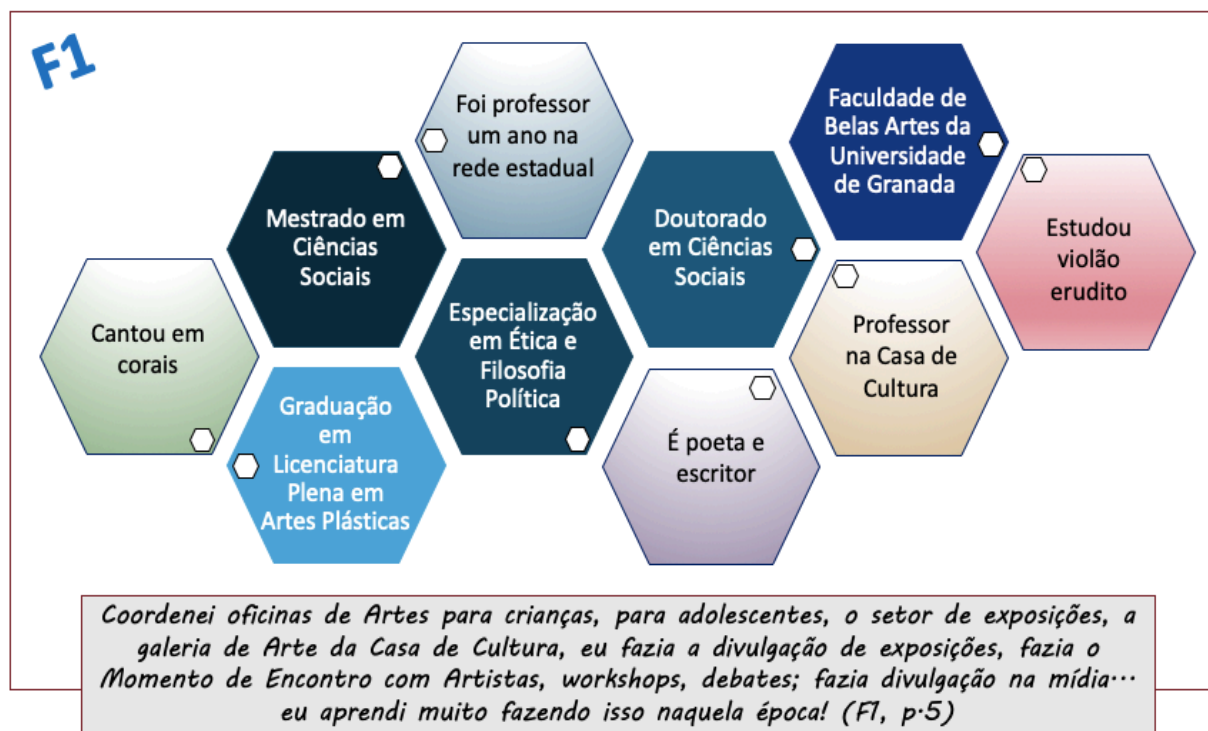 F1
Foi professor
um ano na
rede estadual
Faculdade de
Belas Artes da
Universidade
de Granada
Mestrado em
Ciências
Sociais
Doutorado
em Ciências
Sociais
Estudou
violão
erudito
Cantou em
corais
Especialização
em Ética e
Filosofia
Política
Professor
na Casa de
Cultura
Graduação
em
Licenciatura
Plena em
Artes Plásticas
É poeta e
escritor
Coordenei oficinas de Artes para crianças, para adolescentes, o setor de exposições, a
galeria de Arte da Casa de Cultura, eu fazia a divulgação de exposições, fazia o
Momento de Encontro com Artistas, workshops, debates; fazia divulgação na mídia...
eu aprendi muito fazendo isso naquela época! (F1, p.5)